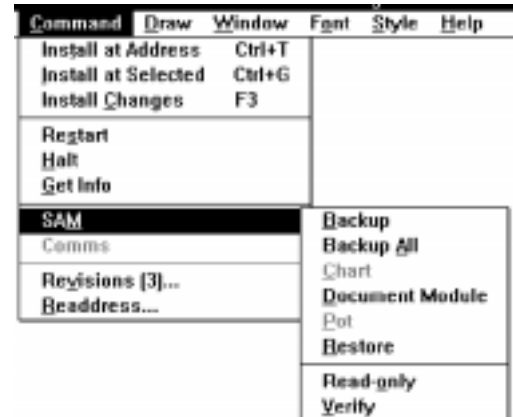 Command Draw Window Font Style Help
Install at Address Ctrl+T
Install at Selected Ctrl+G
Install Changes F3
Restart
Halt
Get Info
SAM
Comms
Revisions (3)...
Readdress...
Backup
Backup All
Chart
Document Module
Pot
Restore
Read-only
Verify